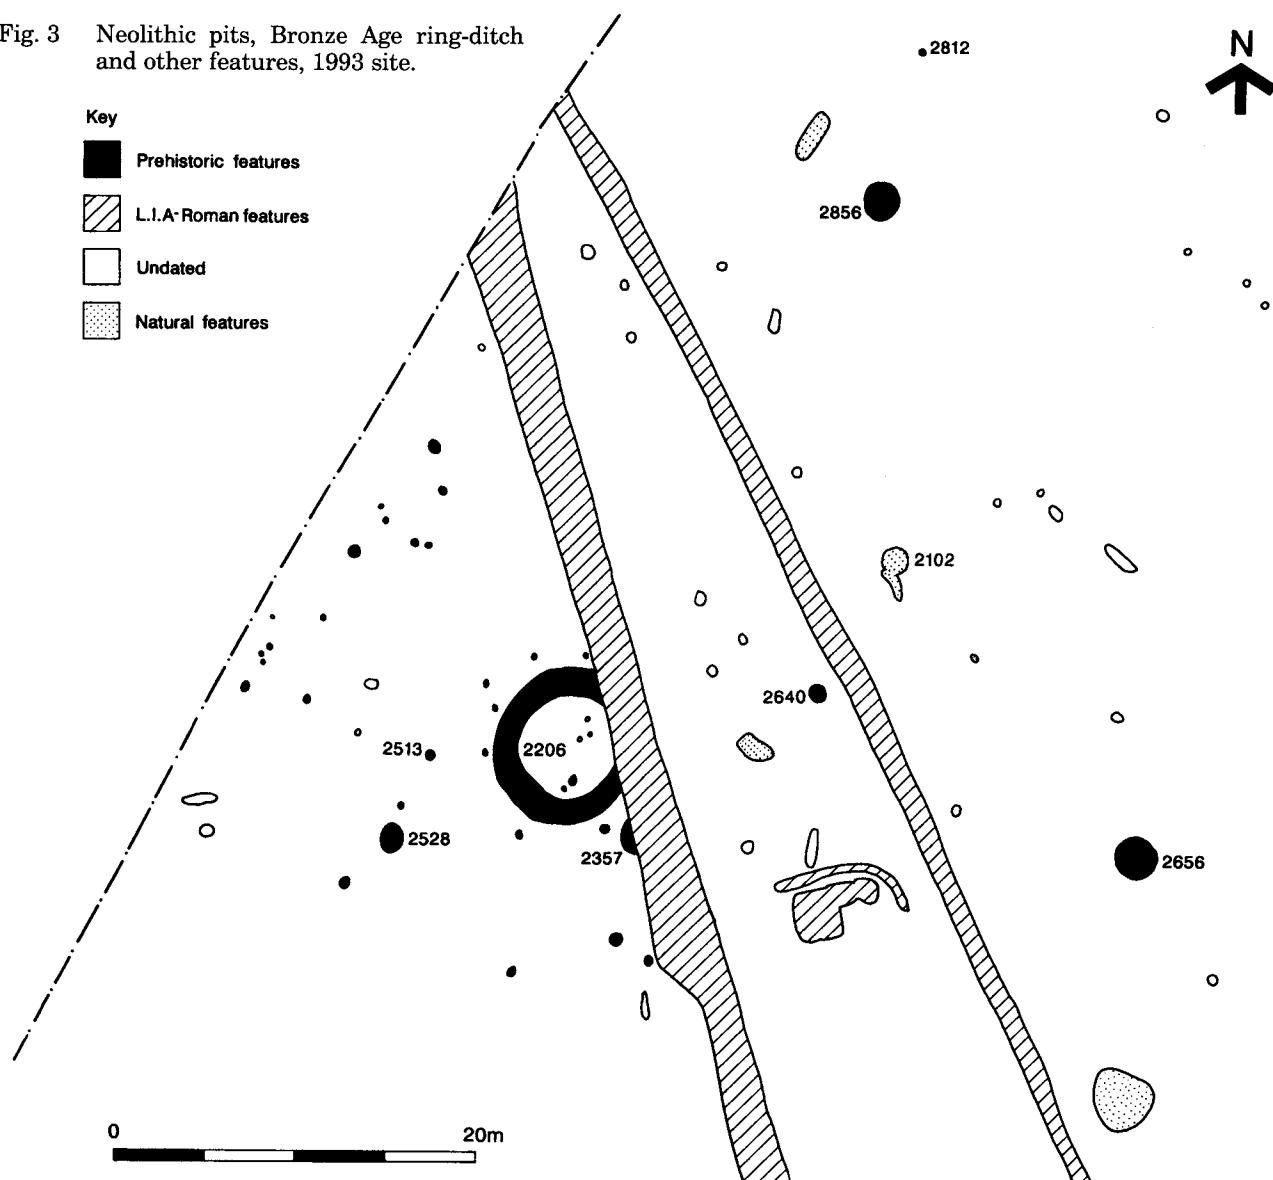 Fig. 3 Neolithic pits, Bronze Age ring-ditch
and other features, 1993 site.
Key
Prehistoric features
L.I.A-Roman features
Undated
Natural features
N
2812
2856
2102
2640
2513
2206
2528
2357
2656
0 20m